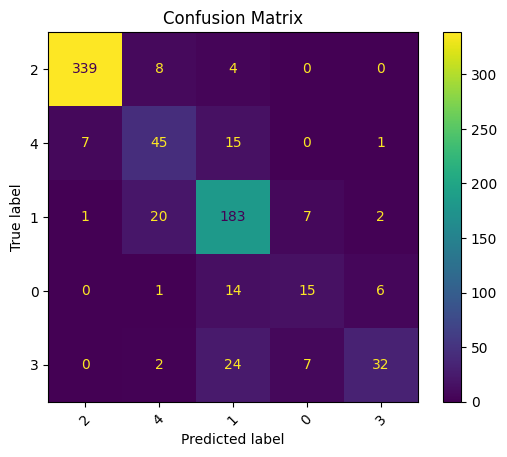 Confusion Matrix
2 339 8 4 0 0
4 7 45 15 0 1
1 1 20 183 7 2
0 0 1 14 15 6
3 0 2 24 7 32
2 4 1 0 3
True label
Predicted label
300
250
200
150
100
50
0